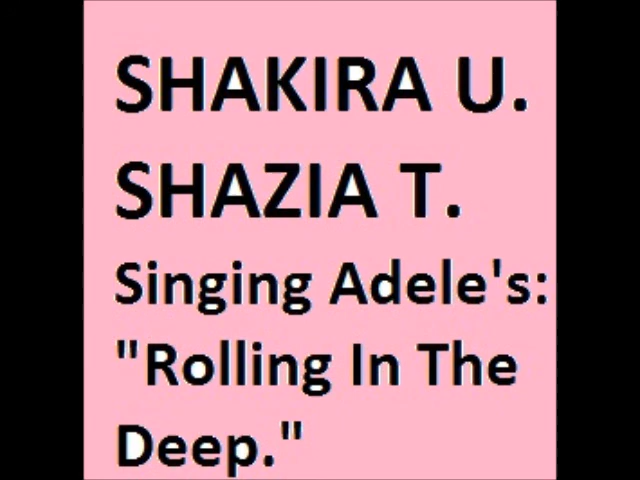 SHAKIRA U.
SHAZIA T.
Singing Adele's:
"Rolling In The
Deep."